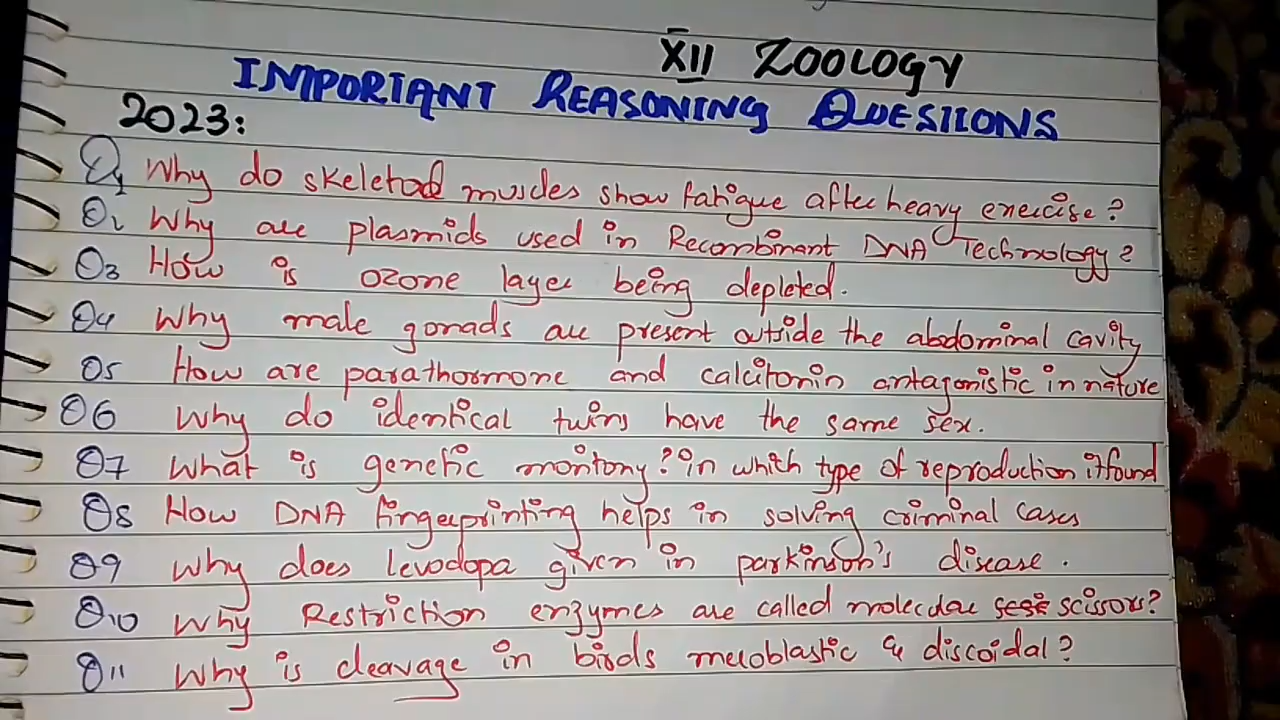 XII ZOOLOGY
IMPORTANT REASONING QUESTIONS
2023:
Q1 Why do skeletal muscles show fatigue after heavy exercise?
Q2 Why are plasmids used in Recombinant DNA Technology?
Q3 How is ozone layer being depleted.
Q4 Why male gonads are present outside the abdominal cavity
Q5 How are parathormone and calcitonin antagonistic in nature
Q6 Why do identical twins have the same sex.
Q7 What is genetic montony? in which type of reproduction it found
Q8 How DNA fingerprinting helps in solving criminal cases
Q9 Why does levodopa given in parkinson's disease.
Q10 Why Restriction enzymes are called molecular scissors?
Q11 Why is cleavage in birds meroblastic & discoidal?